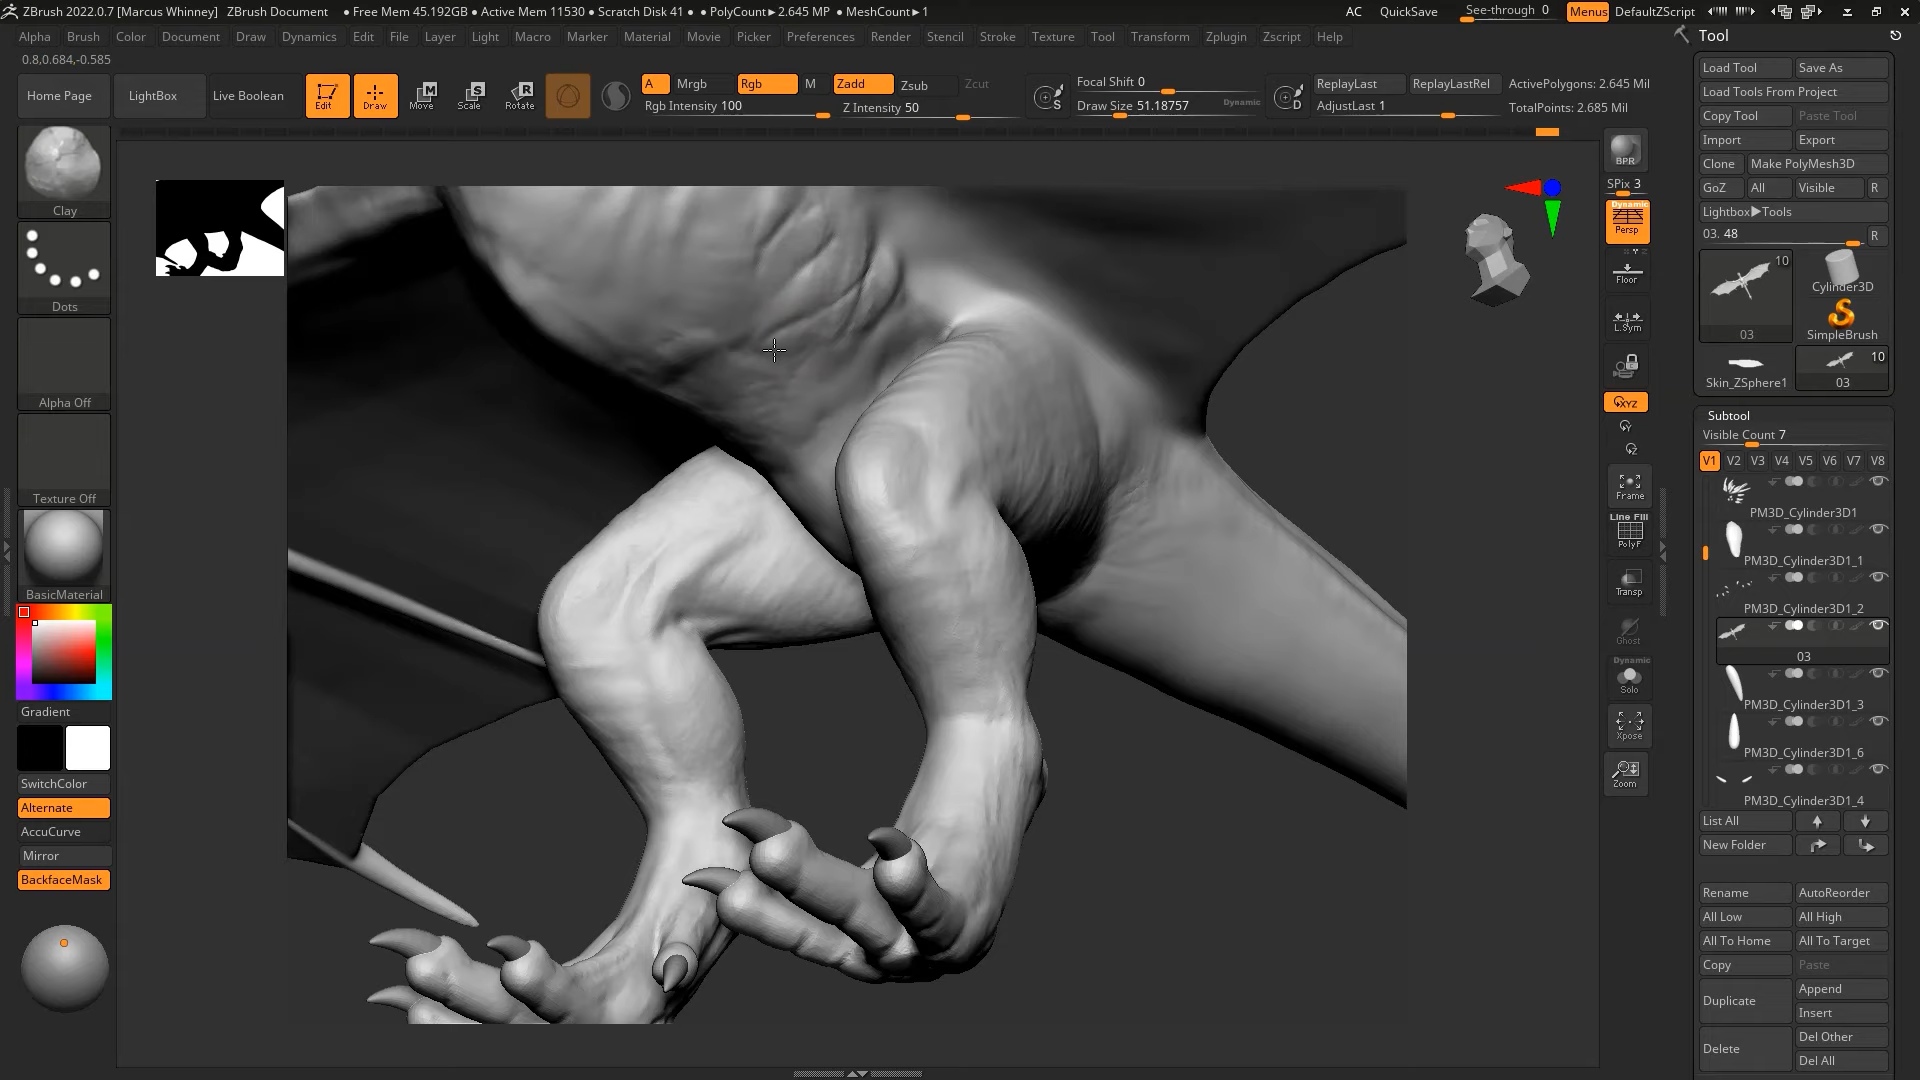 ZBrush 2022.0.7 [Marcus Whinney] ZBrush Document ● Free Mem 45.192GB ● Active Mem 11530 ● Scratch Disk 41 ● ● PolyCount►2.645 MP ● MeshCount►1 AC QuickSave See-through 0 Menus DefaultZScript
Alpha Brush Color Document Draw Dynamics Edit File Layer Light Macro Marker Material Movie Picker Preferences Render Stencil Stroke Texture Tool Transform Zplugin Zscript Help
0.8,0.684,-0.585
Home Page LightBox Live Boolean Edit Draw Move Scale Rotate
A Mrgb Rgb M Zadd Zsub Zcut
Rgb Intensity 100 Z Intensity 50
S Focal Shift 0
Draw Size 51.18757 Dynamic
D ReplayLast ReplayLastRel
AdjustLast 1
ActivePolygons: 2.645 Mil
TotalPoints: 2.685 Mil
Clay
Dots
Alpha Off
Texture Off
BasicMaterial
Gradient
SwitchColor
Alternate
AccuCurve
Mirror
BackfaceMask
BPR
SPix 3
Dynamic
Persp
Floor
L.Sym
XYZ
Y
Z
Frame
Line Fill
PolyF
Transp
Ghost
Dynamic
Solo
Xpose
Zoom
Tool
Load Tool Save As
Load Tools From Project
Copy Tool Paste Tool
Import Export
Clone Make PolyMesh3D
GoZ All Visible R
Lightbox►Tools
03. 48 R
10
03
Cylinder3D
SimpleBrush
Skin_ZSphere1
10
03
Subtool
Visible Count 7
V1 V2 V3 V4 V5 V6 V7 V8
PM3D_Cylinder3D1
PM3D_Cylinder3D1_1
PM3D_Cylinder3D1_2
03
PM3D_Cylinder3D1_3
PM3D_Cylinder3D1_6
PM3D_Cylinder3D1_4
List All
New Folder
Rename AutoReorder
All Low All High
All To Home All To Target
Copy Paste
Duplicate Append
Insert
Delete Del Other
Del All